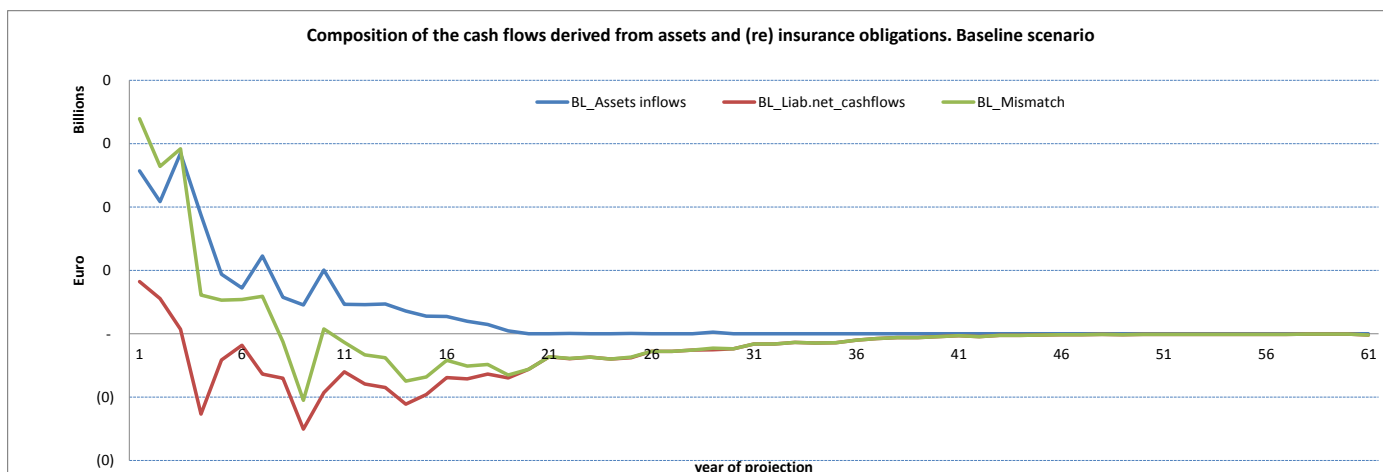 Composition of the cash flows derived from assets and (re) insurance obligations. Baseline scenario
Billions
Euro
0
0
0
0
-
(0)
(0)
BL_Assets inflows BL_Liab.net_cashflows BL_Mismatch
1 6 11 16 21 26 31 36 41 46 51 56 61
year of projection